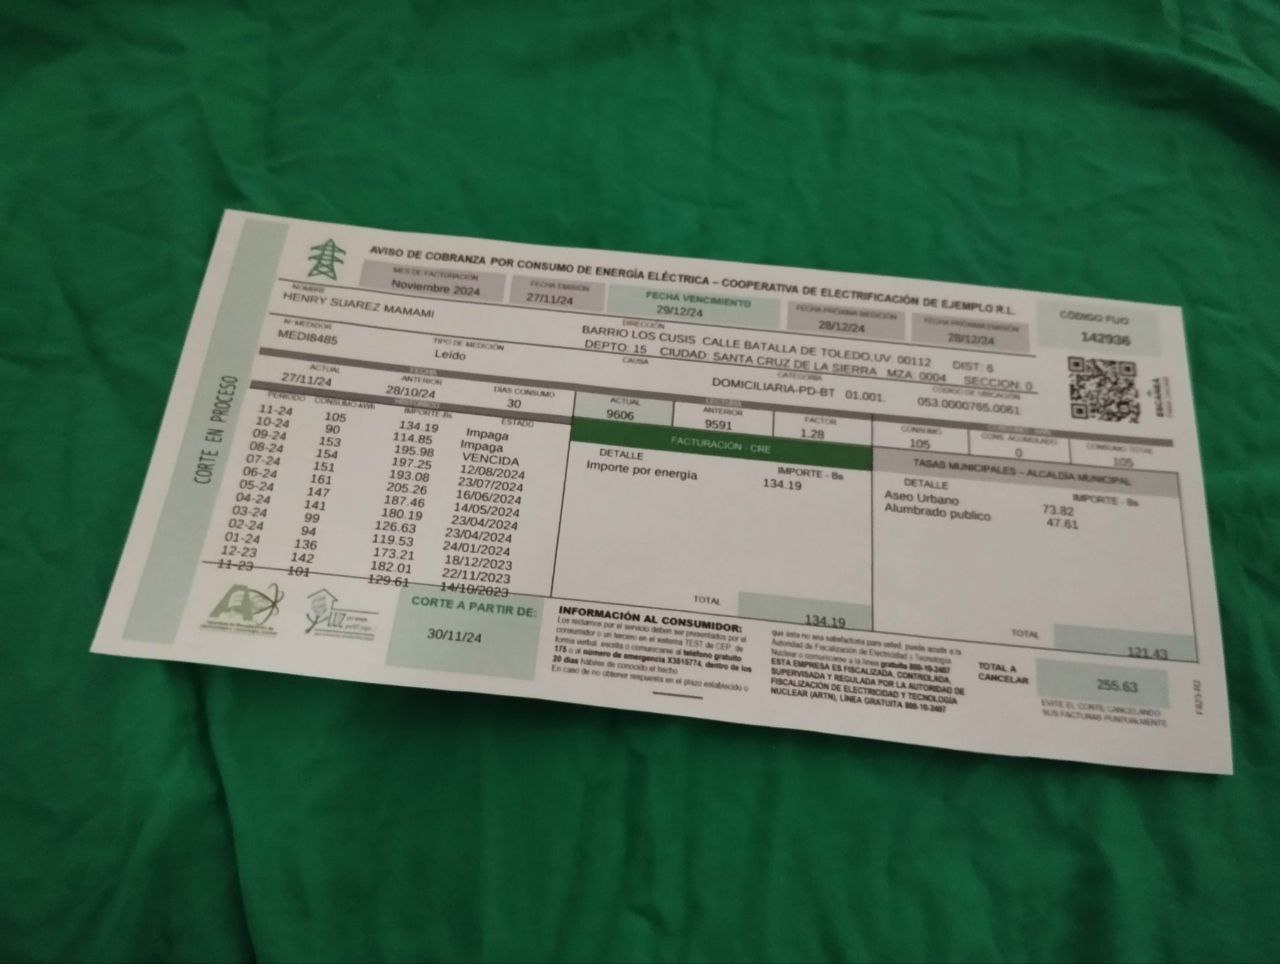 AVISO DE COBRANZA POR CONSUMO DE ENERGÍA ELÉCTRICA – COOPERATIVA DE ELECTRIFICACIÓN DE EJEMPLO R.L.
MES DE FACTURACIÓN
Noviembre 2024
FECHA EMISIÓN
27/11/24
FECHA VENCIMIENTO
29/12/24
FECHA PRÓXIMA MEDICIÓN
28/12/24
FECHA PRÓXIMA EMISIÓN
28/12/24
CÓDIGO FIJO
142936
NOMBRE
HENRY SUAREZ MAMAMI
DIRECCIÓN
BARRIO LOS CUSIS CALLE BATALLA DE TOLEDO,UV: 00112 DIST: 6
DEPTO: 15 CIUDAD: SANTA CRUZ DE LA SIERRA MZA: 0004 SECCION: 0
Nº MEDIDOR
MEDI8485
TIPO DE MEDICIÓN
Leído
CAUSA
CATEGORÍA
DOMICILIARIA-PD-BT 01.001.
CÓDIGO DE UBICACIÓN
053.0000765.0061
ESCANEA
CORTE EN PROCESO
FECHA
ACTUAL
27/11/24
ANTERIOR
28/10/24
DÍAS CONSUMO
30
LECTURA
ACTUAL
9606
ANTERIOR
9591
FACTOR
1.28
CONSUMO
105
CONS. ACUMULADO
0
CONSUMO TOTAL
105
HISTÓRICO
PERIODO CONSUMO-kWh IMPORTE-Bs ESTADO
11-24 105 134.19 Impaga
10-24 90 114.85 Impaga
09-24 153 195.98 VENCIDA
08-24 154 197.25 12/08/2024
07-24 151 193.08 23/07/2024
06-24 161 205.26 16/06/2024
05-24 147 187.46 14/05/2024
04-24 141 180.19 23/04/2024
03-24 99 126.63 23/04/2024
02-24 94 119.53 24/01/2024
01-24 136 173.21 18/12/2023
12-23 142 182.01 22/11/2023
11-23 101 129.61 14/10/2023
FACTURACIÓN - CRE
DETALLE IMPORTE - Bs
Importe por energía 134.19
TOTAL 134.19
TASAS MUNICIPALES – ALCALDÍA MUNICIPAL
DETALLE IMPORTE - Bs
Aseo Urbano 73.82
Alumbrado publico 47.61
TOTAL 121.43
CORTE A PARTIR DE:
30/11/24
INFORMACIÓN AL CONSUMIDOR:
Los reclamos por el servicio deben ser presentados por el
consumidor o un tercero en el sistema TEST de CEP, de
forma verbal, escrita o comunicarse al teléfono gratuito
175 o al número de emergencia X3515774, dentro de los
20 días hábiles de conocido el hecho.
En caso de no obtener respuesta en el plazo establecido o
que ésta no sea satisfactoria para usted, puede acudir a la
Autoridad de Fiscalización de Electricidad y Tecnología
Nuclear o comunicarse a la línea gratuita 800-10-2407
ESTA EMPRESA ES FISCALIZADA, CONTROLADA,
SUPERVISADA Y REGULADA POR LA AUTORIDAD DE
FISCALIZACIÓN DE ELECTRICIDAD Y TECNOLOGÍA
NUCLEAR (ARTN), LÍNEA GRATUITA 800-10-2407
TOTAL A
CANCELAR
255.63
EVITE EL CORTE CANCELANDO
SUS FACTURAS PUNTUALMENTE